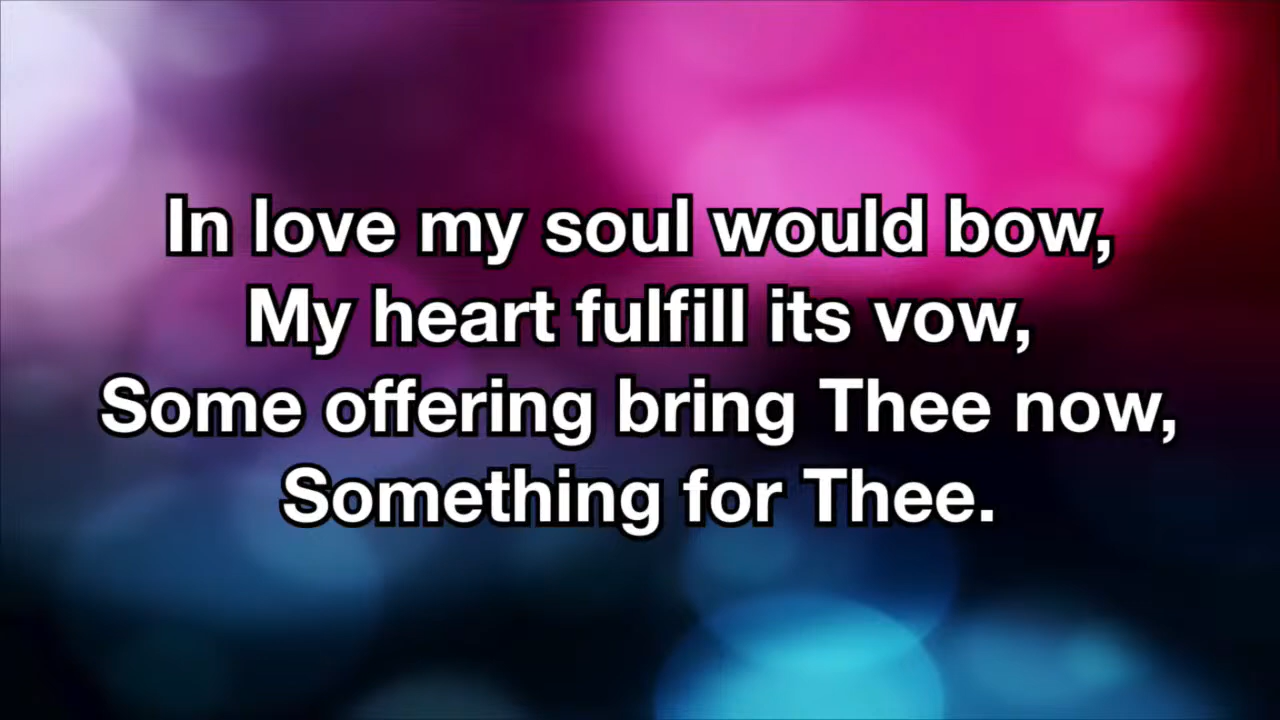 In love my soul would bow,
My heart fulfill its vow,
Some offering bring Thee now,
Something for Thee.